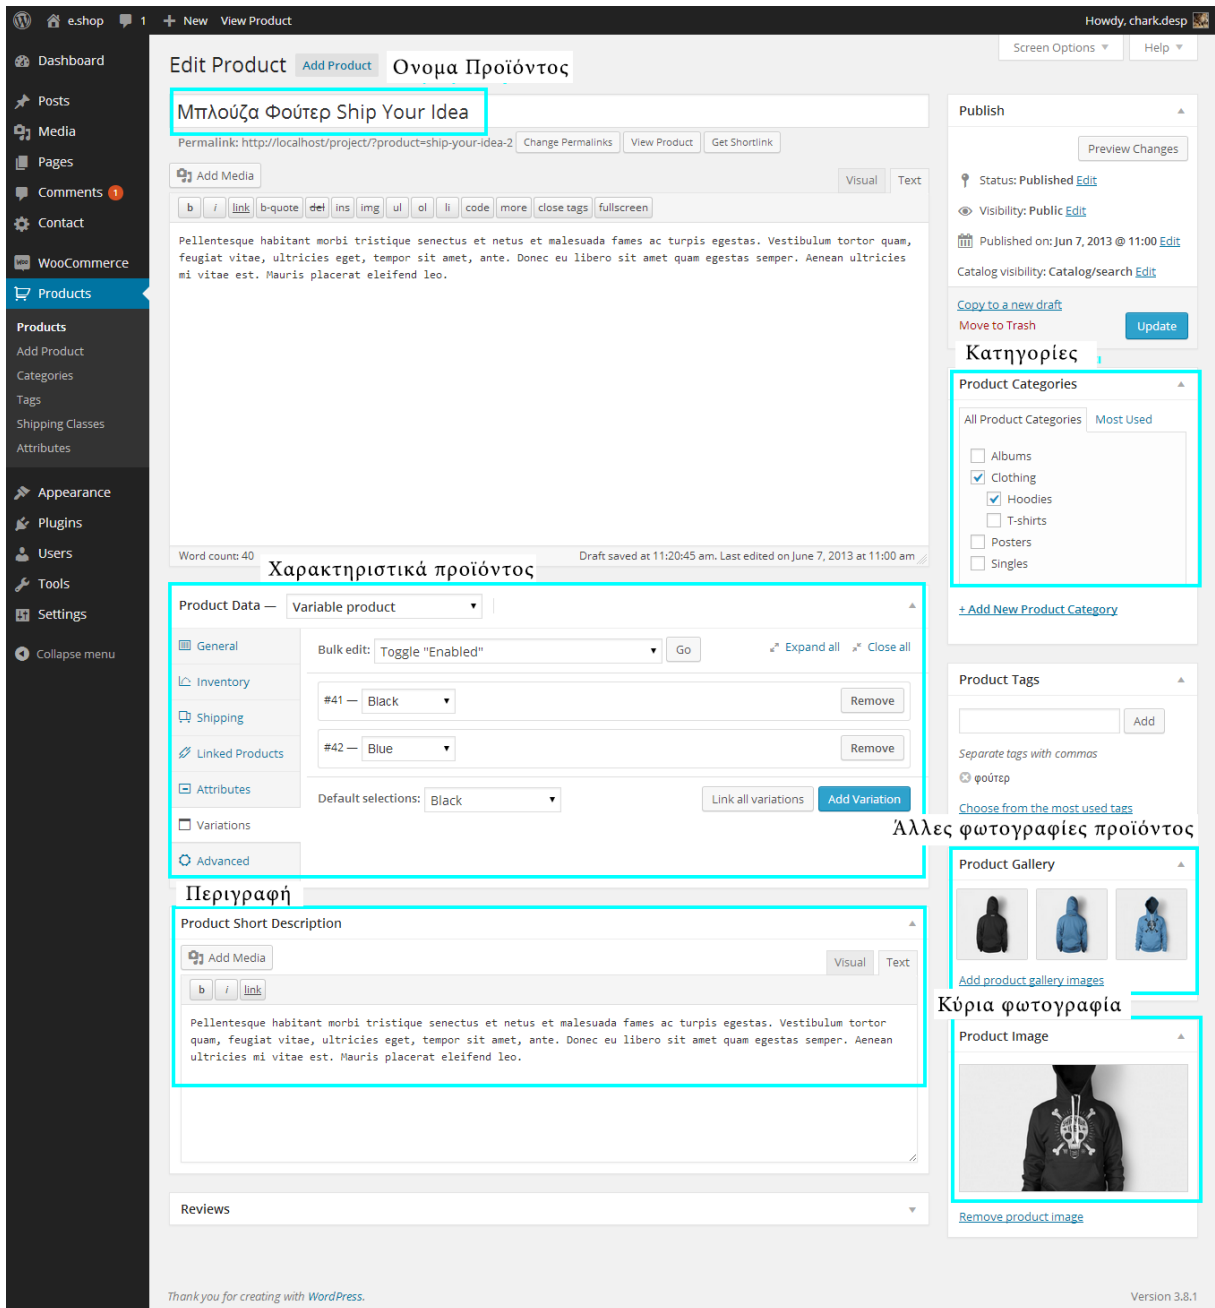 e.shop 1 + New View Product Howdy, chark.desp
Screen Options Help
Dashboard
Posts
Media
Pages
Comments 1
Contact
WooCommerce
Products
Products
Add Product
Categories
Tags
Shipping Classes
Attributes
Appearance
Plugins
Users
Tools
Settings
Collapse menu
Edit Product Add Product Ονομα Προϊόντος
Μπλούζα Φούτερ Ship Your Idea
Permalink: http://localhost/project/?product=ship-your-idea-2 Change Permalinks View Product Get Shortlink
Add Media Visual Text
b i link b-quote del ins img ul ol li code more close tags fullscreen
Pellentesque habitant morbi tristique senectus et netus et malesuada fames ac turpis egestas. Vestibulum tortor quam,
feugiat vitae, ultricies eget, tempor sit amet, ante. Donec eu libero sit amet quam egestas semper. Aenean ultricies
mi vitae est. Mauris placerat eleifend leo.
Word count: 40 Draft saved at 11:20:45 am. Last edited on June 7, 2013 at 11:00 am
Χαρακτηριστικά προϊόντος
Product Data — Variable product
General
Inventory
Shipping
Linked Products
Attributes
Variations
Advanced
Bulk edit: Toggle "Enabled" Go Expand all Close all
#41 — Black Remove
#42 — Blue Remove
Default selections: Black Link all variations Add Variation
Περιγραφή
Product Short Description
Add Media Visual Text
b i link
Pellentesque habitant morbi tristique senectus et netus et malesuada fames ac turpis egestas. Vestibulum tortor
quam, feugiat vitae, ultricies eget, tempor sit amet, ante. Donec eu libero sit amet quam egestas semper. Aenean
ultricies mi vitae est. Mauris placerat eleifend leo.
Reviews
Publish
Preview Changes
Status: Published Edit
Visibility: Public Edit
Published on: Jun 7, 2013 @ 11:00 Edit
Catalog visibility: Catalog/search Edit
Copy to a new draft
Move to Trash Update
Κατηγορίες
Product Categories
All Product Categories Most Used
Albums
Clothing
Hoodies
T-shirts
Posters
Singles
+ Add New Product Category
Product Tags
Add
Separate tags with commas
φούτερ
Choose from the most used tags
Άλλες φωτογραφίες προϊόντος
Product Gallery
Add product gallery images
Κύρια φωτογραφία
Product Image
Remove product image
Thank you for creating with WordPress. Version 3.8.1